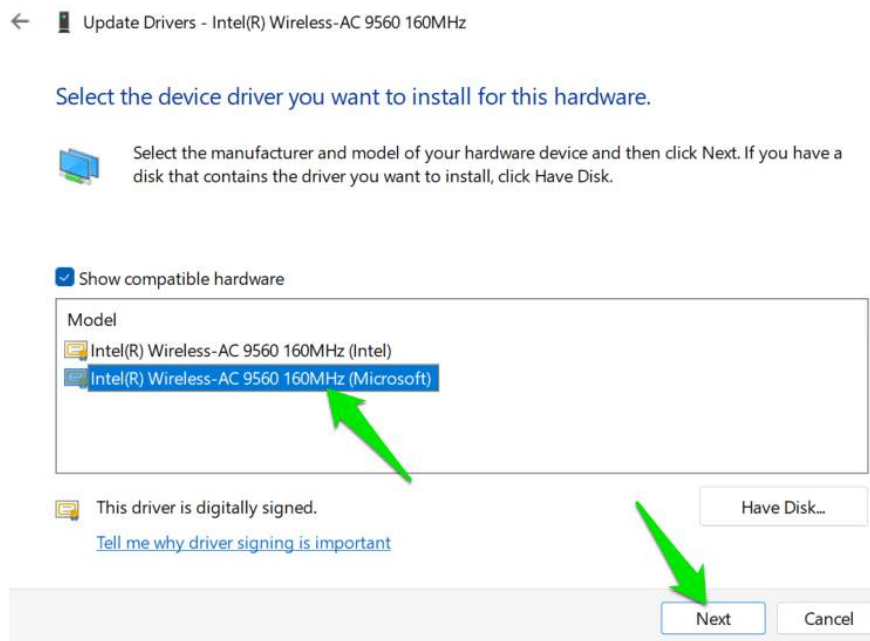 Update Drivers - Intel(R) Wireless-AC 9560 160MHz
Select the device driver you want to install for this hardware.
Select the manufacturer and model of your hardware device and then click Next. If you have a
disk that contains the driver you want to install, click Have Disk.
Show compatible hardware
Model
Intel(R) Wireless-AC 9560 160MHz (Intel)
Intel(R) Wireless-AC 9560 160MHz (Microsoft)
This driver is digitally signed.
Have Disk...
Tell me why driver signing is important
Next
Cancel